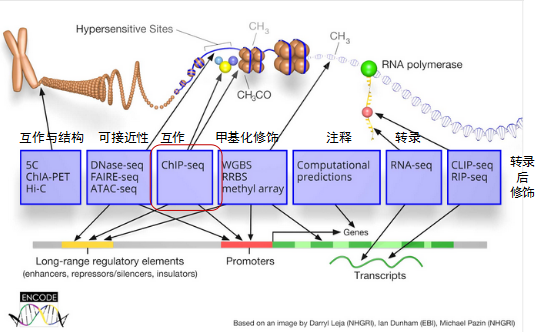 Hypersensitive Sites
CH3
CH3
RNA polymerase
CH3CO
互作与结构
可接近性
互作
甲基化修饰
注释
转录
转录
后
修饰
5C
ChIA-PET
Hi-C
DNase-seq
FAIRE-seq
ATAC-seq
ChIP-seq
WGBS
RRBS
methyl array
Computational
predictions
RNA-seq
CLIP-seq
RIP-seq
Genes
Long-range regulatory elements
(enhancers, repressors/silencers, insulators)
Promoters
Transcripts
ENCODE
Based on an image by Darryl Leja (NHGRI), Ian Dunham (EBI), Michael Pazin (NHGRI)